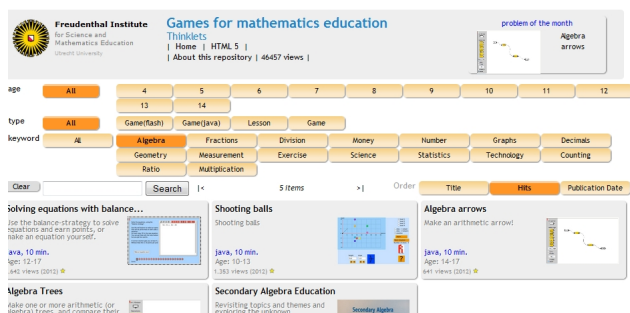 Freudenthal Institute
for Science and
Mathematics Education
Utrecht University
Games for mathematics education
Thinklets
| Home | HTML 5 |
| About this repository | 46457 views |
problem of the month
Algebra
arrows
age All 4 5 6 7 8 9 10 11 12
13 14
type All Game(flash) Game(java) Lesson Game
keyword All Algebra Fractions Division Money Number Graphs Decimals
Geometry Measurement Exercise Science Statistics Technology Counting
Ratio Multiplication
Clear Search |< 5 items >| Order Title Hits Publication Date
Solving equations with balance...
Use the balance-strategy to solve
equations and earn points, or
make an equation yourself.
java, 10 min.
Age: 12-17
.642 views (2012)
Shooting balls
Shooting balls
java, 10 min.
Age: 10-13
1.353 views (2012)
Algebra arrows
Make an arithmetic arrow!
java, 10 min.
Age: 14-17
641 views (2012)
Algebra Trees
Make one or more arithmetic (or
algebra) trees, and compare their
Secondary Algebra Education
Revisiting topics and themes and
exploring the unknown
Secondary Algebra